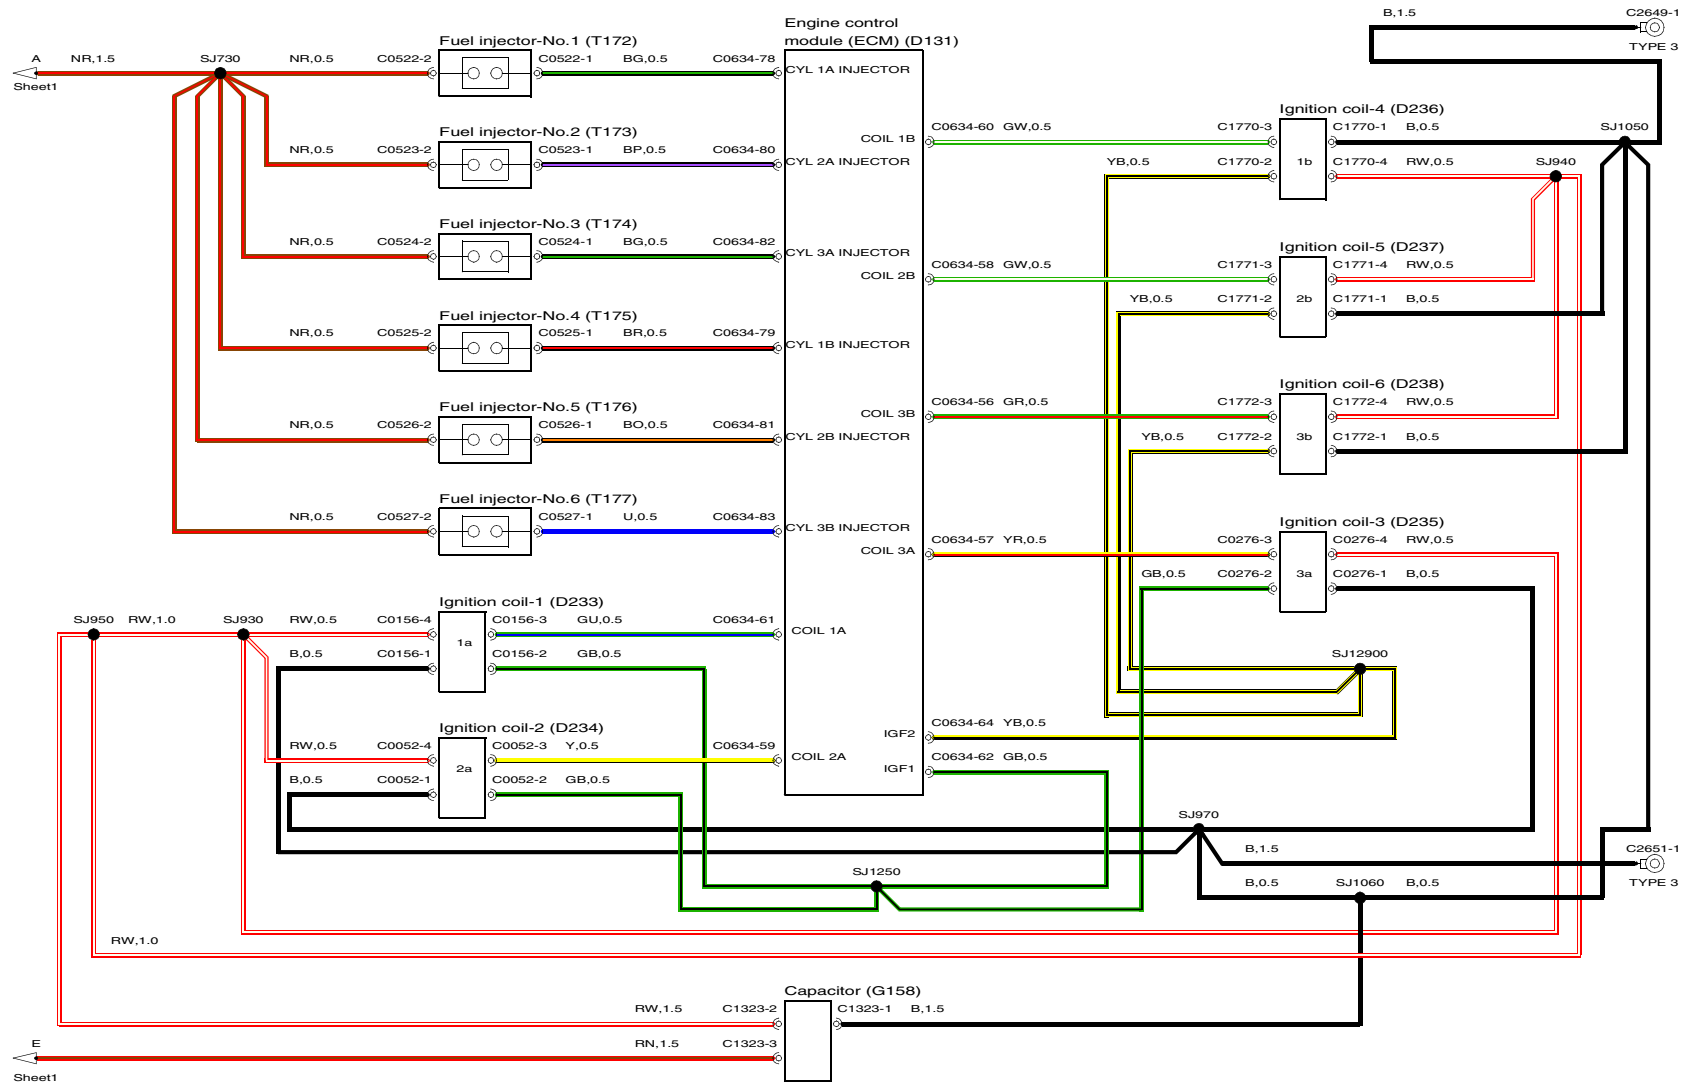 B,1.5 C2649-1
TYPE 3
Engine control
module (ECM) (D131)
A NR,1.5 SJ730 NR,0.5 C0522-2 Fuel injector-No.1 (T172) C0522-1 BG,0.5 C0634-78 CYL 1A INJECTOR
Sheet1
Fuel injector-No.2 (T173)
NR,0.5 C0523-2 C0523-1 BP,0.5 C0634-80 CYL 2A INJECTOR
Fuel injector-No.3 (T174)
NR,0.5 C0524-2 C0524-1 BG,0.5 C0634-82 CYL 3A INJECTOR
Fuel injector-No.4 (T175)
NR,0.5 C0525-2 C0525-1 BR,0.5 C0634-79 CYL 1B INJECTOR
Fuel injector-No.5 (T176)
NR,0.5 C0526-2 C0526-1 BO,0.5 C0634-81 CYL 2B INJECTOR
Fuel injector-No.6 (T177)
NR,0.5 C0527-2 C0527-1 U,0.5 C0634-83 CYL 3B INJECTOR
Ignition coil-4 (D236)
COIL 1B C0634-60 GW,0.5 C1770-3 C1770-1 B,0.5 SJ1050
YB,0.5 C1770-2 1b C1770-4 RW,0.5 SJ940
Ignition coil-5 (D237)
COIL 2B C0634-58 GW,0.5 C1771-3 C1771-4 RW,0.5
YB,0.5 C1771-2 2b C1771-1 B,0.5
Ignition coil-6 (D238)
COIL 3B C0634-56 GR,0.5 C1772-3 C1772-4 RW,0.5
YB,0.5 C1772-2 3b C1772-1 B,0.5
Ignition coil-3 (D235)
COIL 3A C0634-57 YR,0.5 C0276-3 C0276-4 RW,0.5
GB,0.5 C0276-2 3a C0276-1 B,0.5
Ignition coil-1 (D233)
SJ950 RW,1.0 SJ930 RW,0.5 C0156-4 C0156-3 GU,0.5 C0634-61 COIL 1A
1a
B,0.5 C0156-1 C0156-2 GB,0.5
SJ12900
Ignition coil-2 (D234)
RW,0.5 C0052-4 C0052-3 Y,0.5 C0634-59 COIL 2A
2a
B,0.5 C0052-1 C0052-2 GB,0.5
IGF2 C0634-64 YB,0.5
IGF1 C0634-62 GB,0.5
SJ970
B,1.5 C2651-1
TYPE 3
SJ1250
B,0.5 SJ1060 B,0.5
RW,1.0
Capacitor (G158)
RW,1.5 C1323-2 C1323-1 B,1.5
E RN,1.5 C1323-3
Sheet1